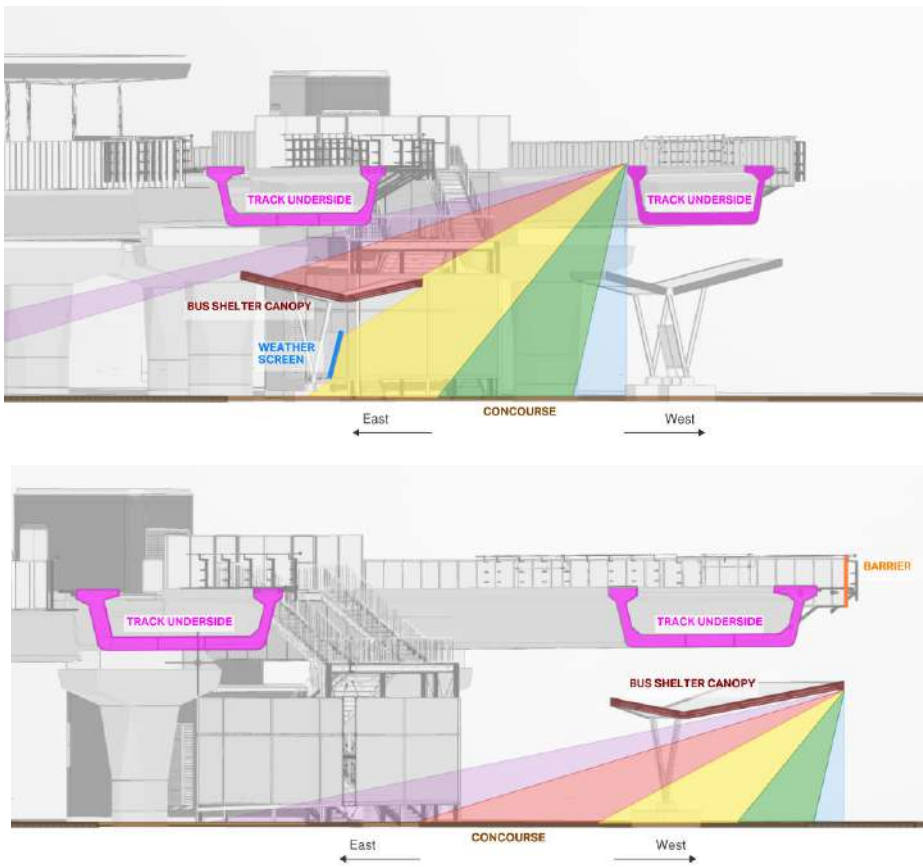 TRACK UNDERSIDE
TRACK UNDERSIDE
BUS SHELTER CANOPY
WEATHER
SCREEN
CONCOURSE
East
West
BARRIER
TRACK UNDERSIDE
TRACK UNDERSIDE
BUS SHELTER CANOPY
CONCOURSE
East
West